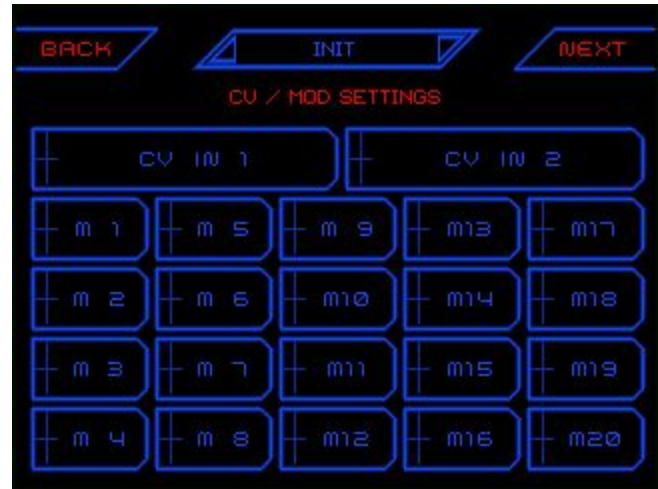 BACK INIT NEXT
CV / MOD SETTINGS
CV IN 1 CV IN 2
M 1 M 5 M 9 M13 M17
M 2 M 6 M10 M14 M18
M 3 M 7 M11 M15 M19
M 4 M 8 M12 M16 M20